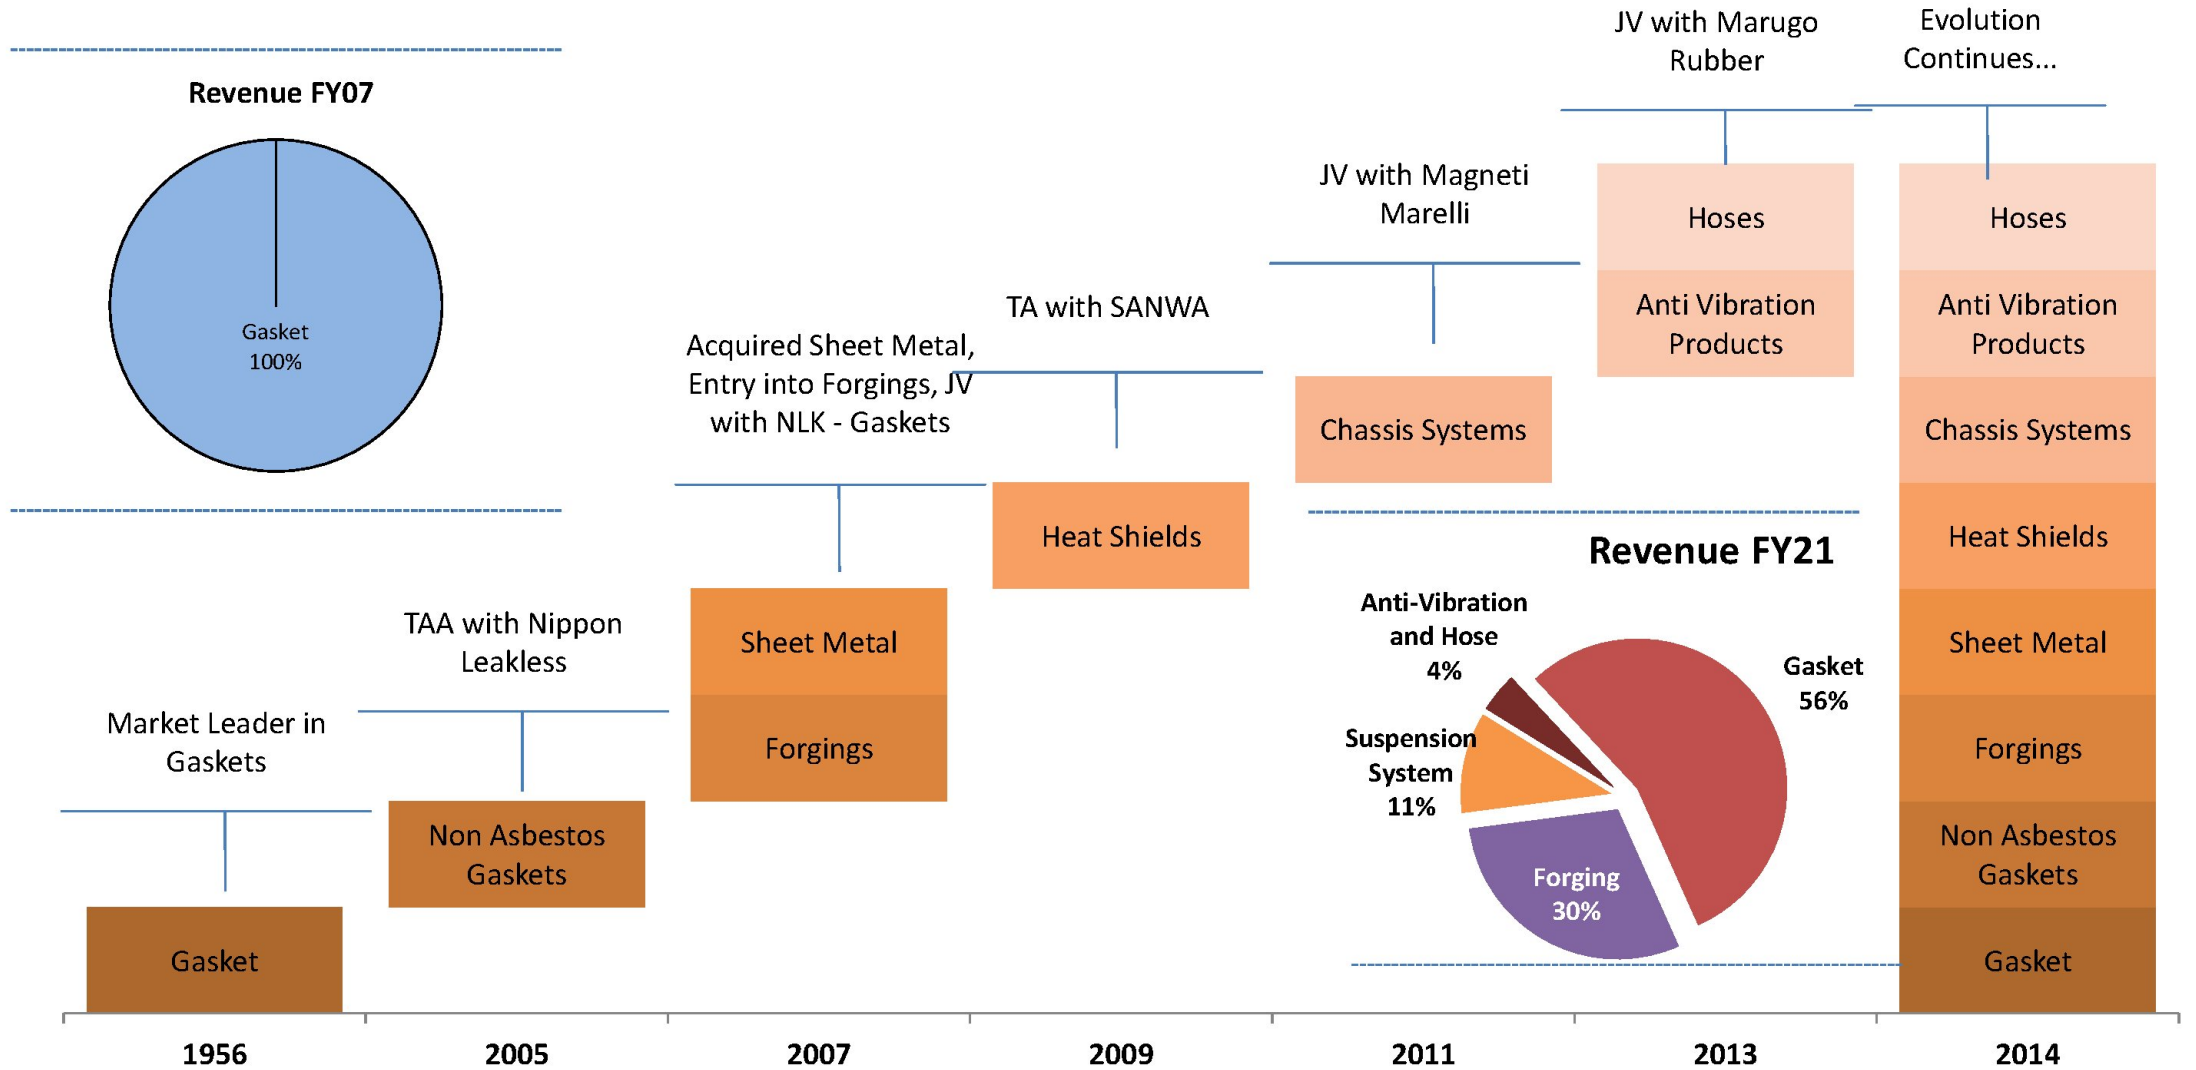 Revenue FY07
Gasket
100%
Market Leader in
Gaskets
Gasket
1956
TAA with Nippon
Leakless
Non Asbestos
Gaskets
2005
Acquired Sheet Metal,
Entry into Forgings, JV
with NLK - Gaskets
Sheet Metal
Forgings
2007
TA with SANWA
Heat Shields
2009
JV with Magneti
Marelli
Chassis Systems
2011
JV with Marugo
Rubber
Hoses
Anti Vibration
Products
2013
Evolution
Continues...
Hoses
Anti Vibration
Products
Chassis Systems
Heat Shields
Sheet Metal
Forgings
Non Asbestos
Gaskets
Gasket
2014
Revenue FY21
Anti-Vibration
and Hose
4%
Gasket
56%
Suspension
System
11%
Forging
30%